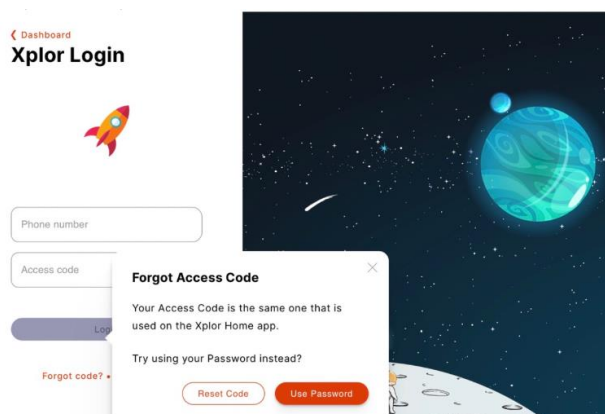 ❮ Dashboard
Xplor Login
Phone number
Access code
Forgot Access Code
Your Access Code is the same one that is
used on the Xplor Home app.
Try using your Password instead?
Forgot code? •
Reset Code
Use Password